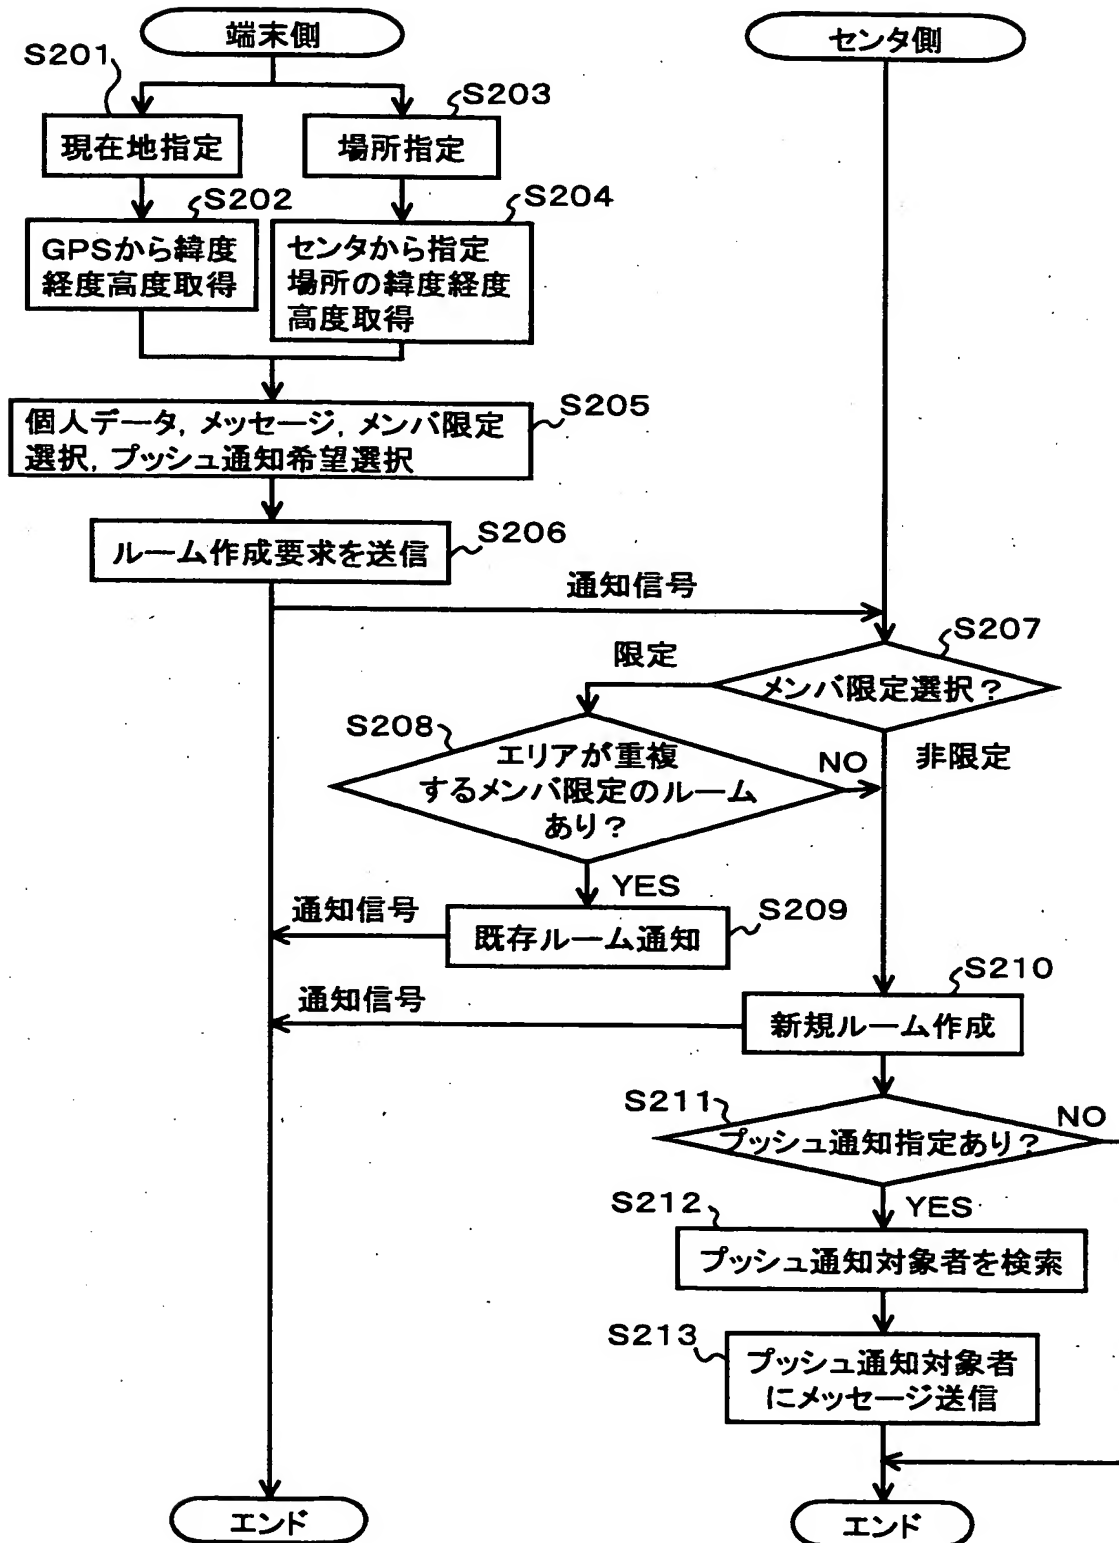 端末側
センタ側
S201
S203
現在地指定
場所指定
S202
S204
GPSから緯度
経度高度取得
センタから指定
場所の緯度経度
高度取得
S205
個人データ, メッセージ, メンバ限定
選択, プッシュ通知希望選択
S206
ルーム作成要求を送信
通知信号
S207
限定
メンバ限定選択？
S208
エリアが重複
するメンバ限定のルーム
あり？
NO
非限定
YES
通知信号
S209
既存ルーム通知
S210
通知信号
新規ルーム作成
S211
NO
プッシュ通知指定あり？
YES
S212
プッシュ通知対象者を検索
S213
プッシュ通知対象者
にメッセージ送信
エンド
エンド